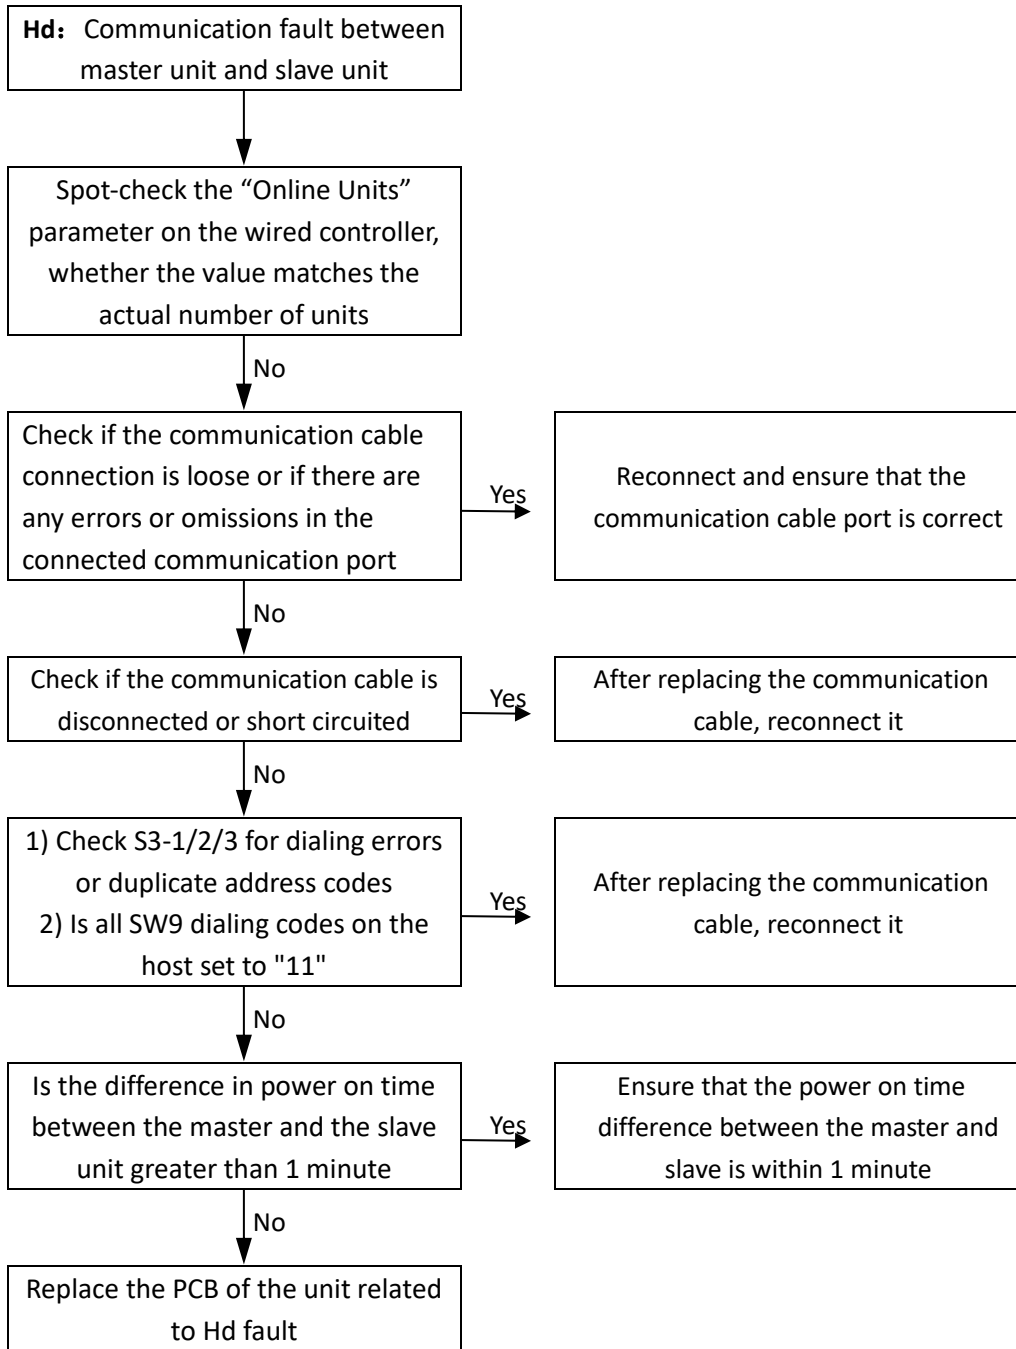 Hd： Communication fault between
master unit and slave unit
Spot-check the “Online Units”
parameter on the wired controller,
whether the value matches the
actual number of units
No
Check if the communication cable
connection is loose or if there are
any errors or omissions in the
connected communication port
Yes
Reconnect and ensure that the
communication cable port is correct
No
Check if the communication cable is
disconnected or short circuited
Yes
After replacing the communication
cable, reconnect it
No
1) Check S3-1/2/3 for dialing errors
or duplicate address codes
2) Is all SW9 dialing codes on the
host set to "11"
Yes
After replacing the communication
cable, reconnect it
No
Is the difference in power on time
between the master and the slave
unit greater than 1 minute
Yes
Ensure that the power on time
difference between the master and
slave is within 1 minute
No
Replace the PCB of the unit related
to Hd fault